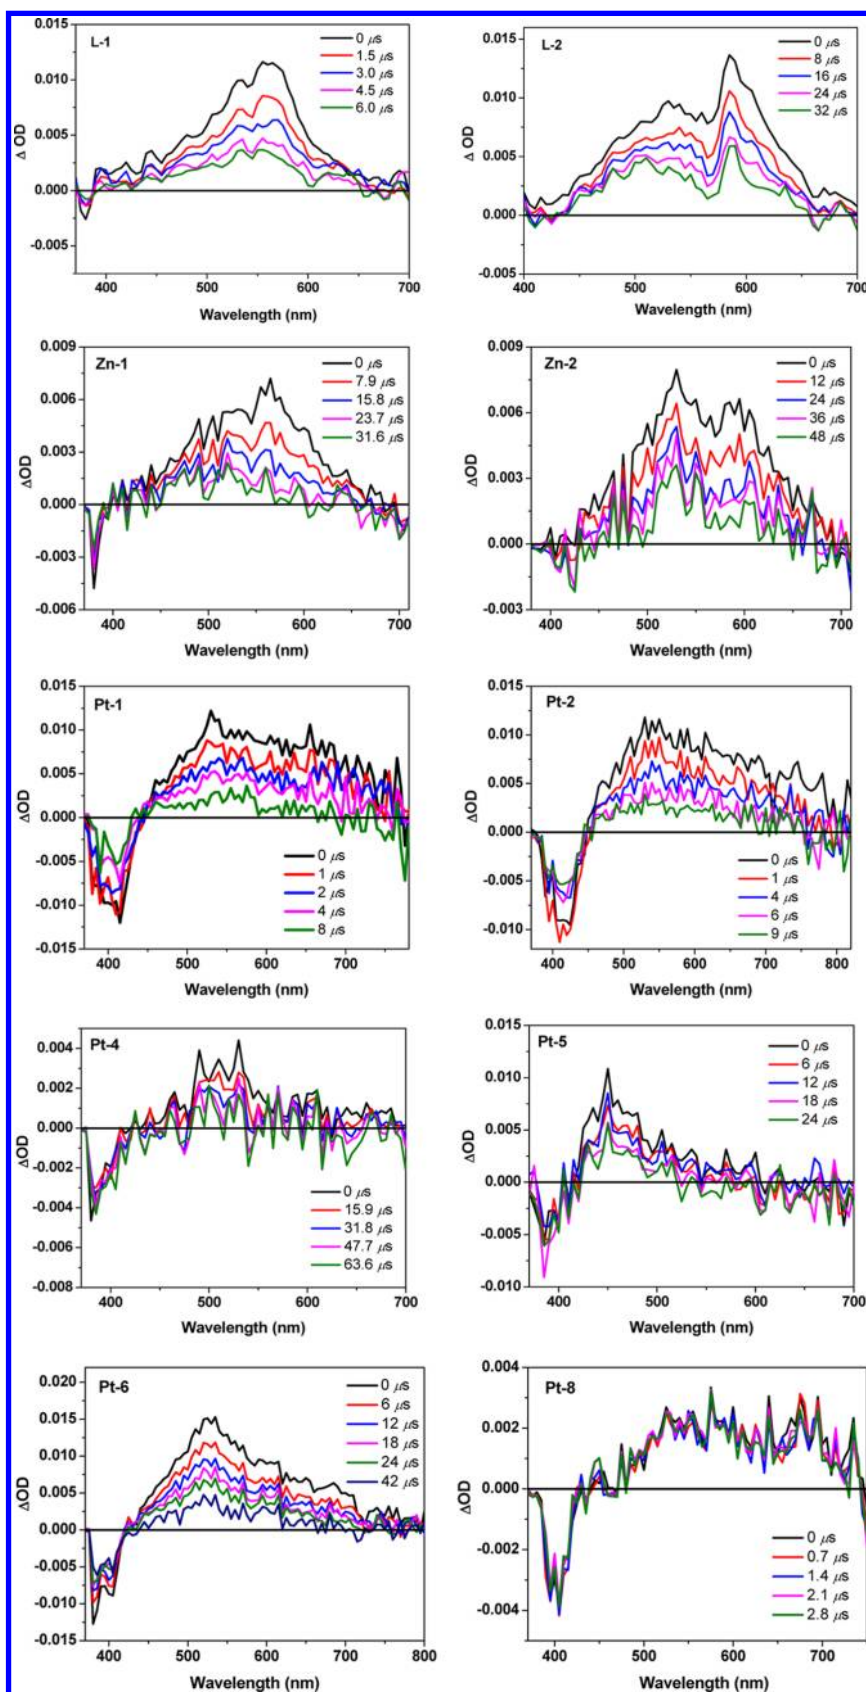 L-1
0 μs
1.5 μs
3.0 μs
4.5 μs
6.0 μs
0.015
0.010
0.005
0.000
-0.005
Δ OD
400
500
600
700
Wavelength (nm)
L-2
0 μs
8 μs
16 μs
24 μs
32 μs
0.015
0.010
0.005
0.000
0.005
Δ OD
400
500
600
700
Wavelength (nm)
Zn-1
0 μs
7.9 μs
15.8 μs
23.7 μs
31.6 μs
0.009
0.006
0.003
0.000
-0.003
-0.006
ΔOD
400
500
600
700
Wavelength (nm)
Zn-2
0 μs
12 μs
24 μs
36 μs
48 μs
0.009
0.006
0.003
0.000
-0.003
ΔOD
400
500
600
700
Wavelength (nm)
Pt-1
0 μs
1 μs
2 μs
4 μs
8 μs
0.015
0.010
0.005
0.000
-0.005
-0.010
-0.015
ΔOD
400
500
600
700
Wavelength (nm)
Pt-2
0 μs
1 μs
4 μs
6 μs
9 μs
0.015
0.010
0.005
0.000
-0.005
-0.010
ΔOD
400
500
600
700
800
Wavelength (nm)
Pt-4
0 μs
15.9 μs
31.8 μs
47.7 μs
63.6 μs
0.004
0.002
0.000
-0.002
-0.004
-0.006
-0.008
ΔOD
400
500
600
700
Wavelength (nm)
Pt-5
0 μs
6 μs
12 μs
18 μs
24 μs
0.015
0.010
0.005
0.000
-0.005
-0.010
ΔOD
400
500
600
700
Wavelength (nm)
Pt-6
0 μs
6 μs
12 μs
18 μs
24 μs
42 μs
0.020
0.015
0.010
0.005
0.000
-0.005
-0.010
-0.015
ΔOD
400
500
600
700
800
Wavelength (nm)
Pt-8
0 μs
0.7 μs
1.4 μs
2.1 μs
2.8 μs
0.004
0.002
0.000
-0.002
-0.004
ΔOD
400
500
600
700
Wavelength (nm)